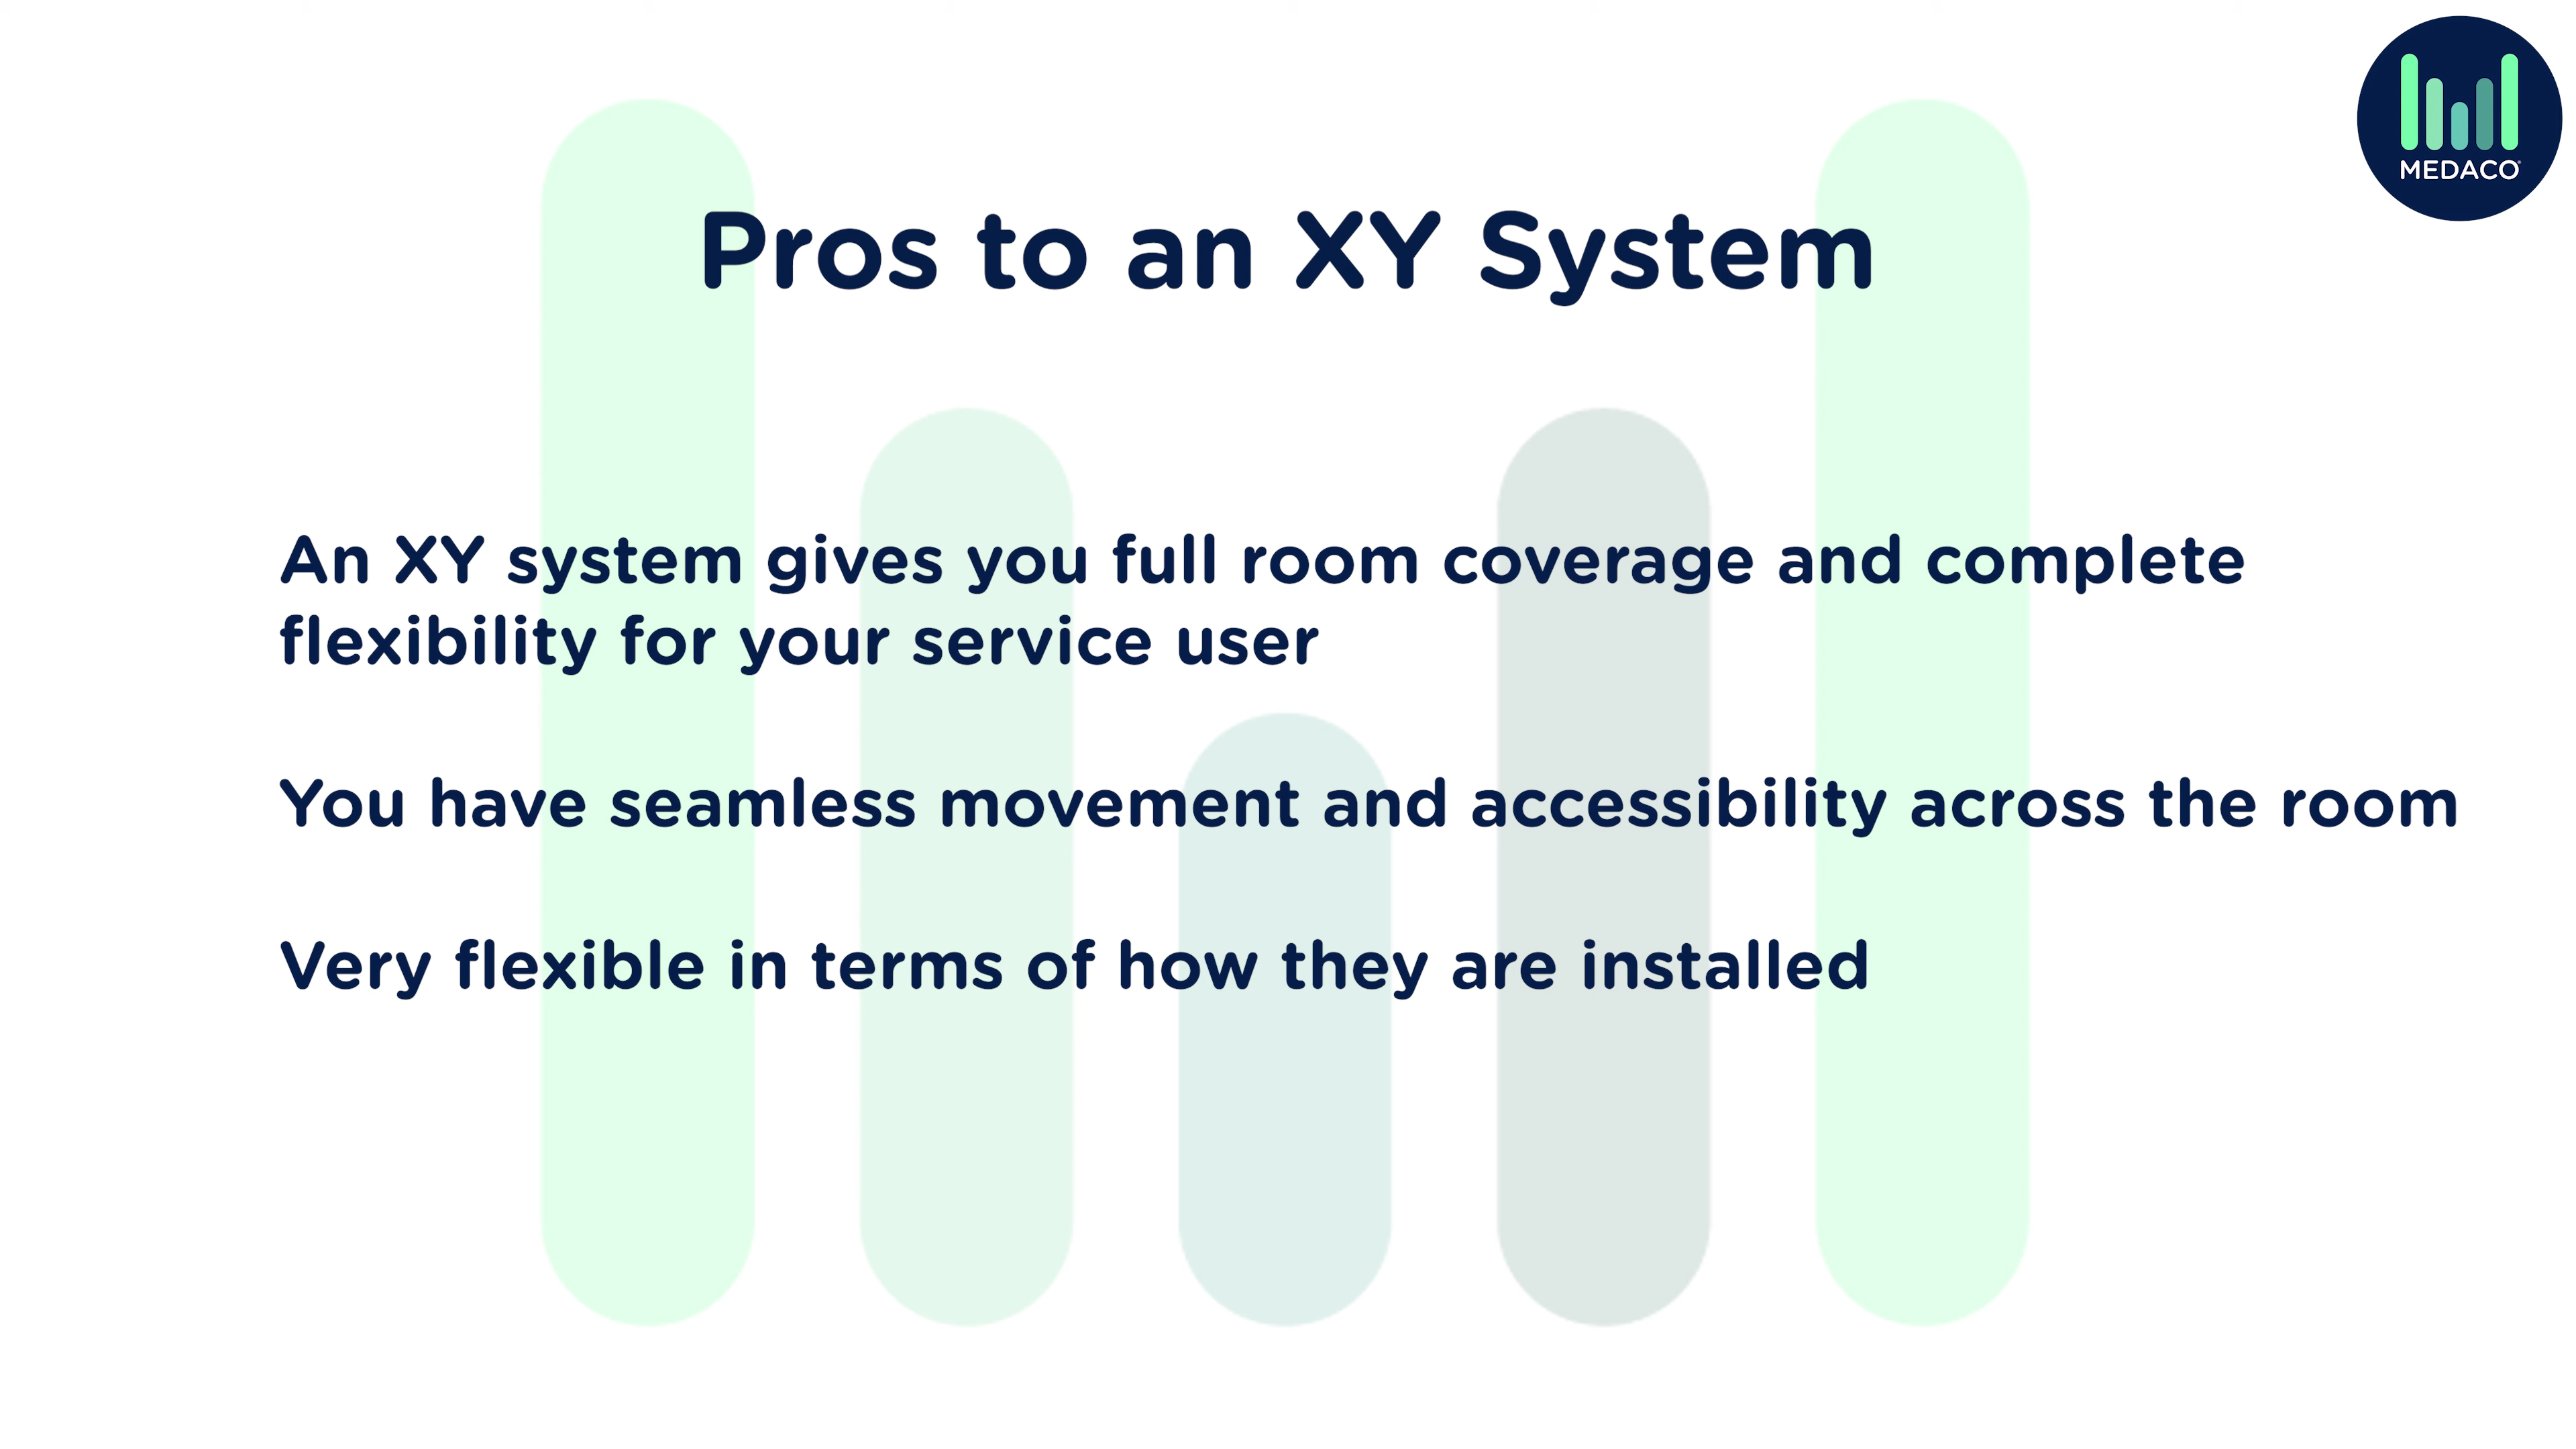 MEDACO
Pros to an XY System
An XY system gives you full room coverage and complete
flexibility for your service user
You have seamless movement and accessibility across the room
Very flexible in terms of how they are installed